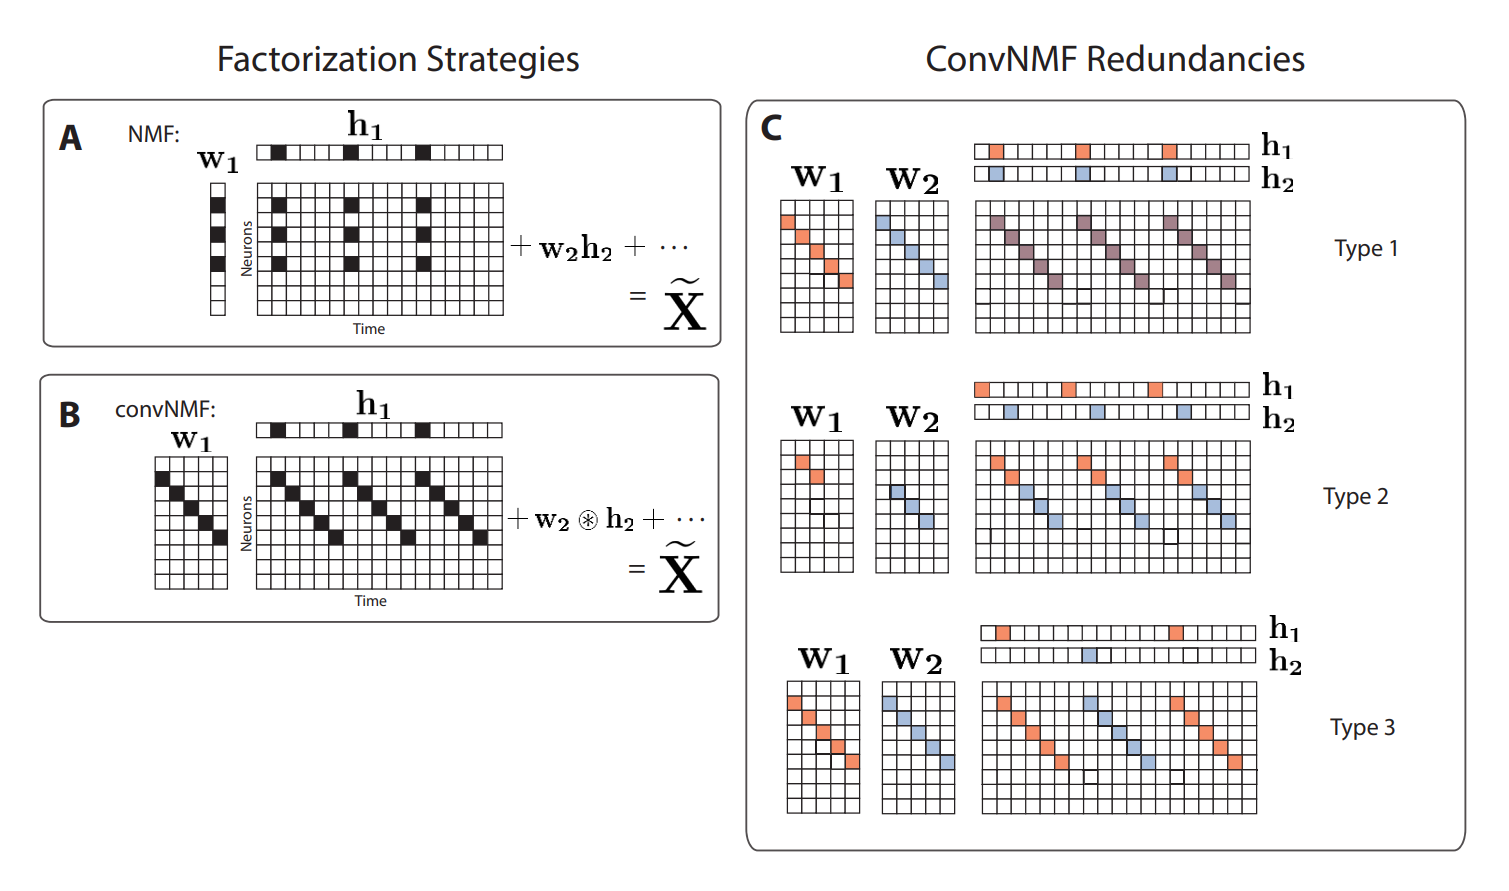 Factorization Strategies
A
NMF:
h₁
w₁
Neurons
Time
+ w₂h₂ + ⋯
= X̃
B
convNMF:
h₁
w₁
Neurons
Time
+ w₂ ⊛ h₂ + ⋯
= X̃
ConvNMF Redundancies
C
h₁
h₂
w₁ w₂
Type 1
h₁
h₂
w₁ w₂
Type 2
h₁
h₂
w₁ w₂
Type 3